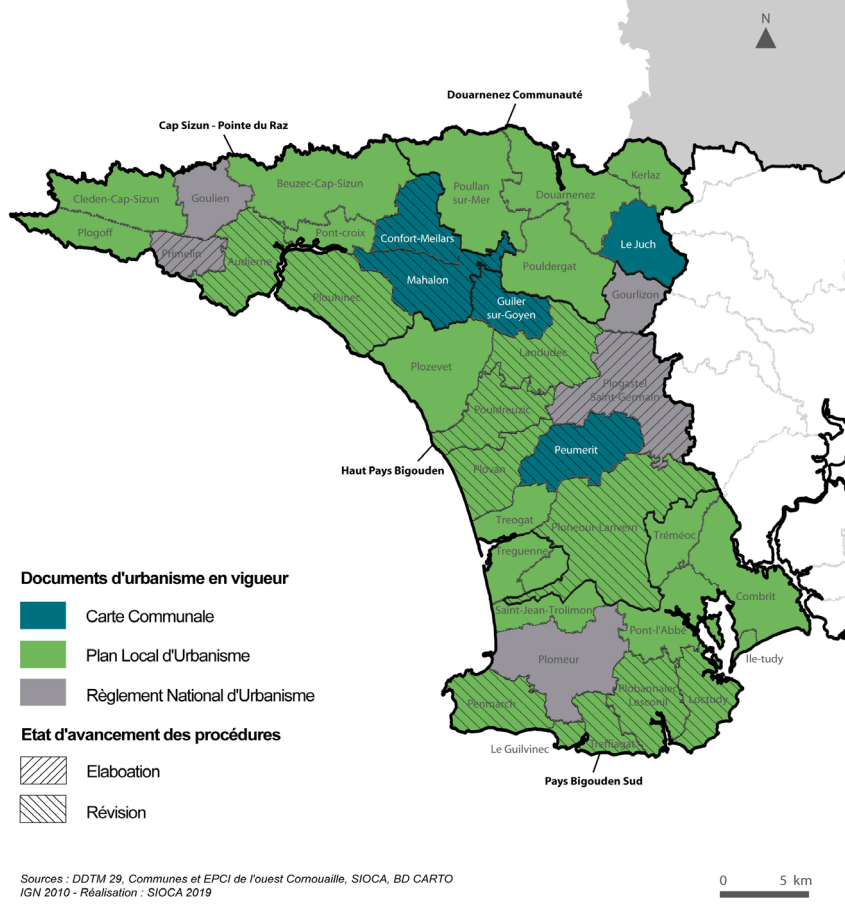 N
Douarnenez Communauté
Cap Sizun - Pointe du Raz
Kerlaz
Beuzec-Cap-Sizun
Poullan
sur-Mer
Douarnenez
Cleden-Cap-Sizun
Goulien
Plogoff
Pont-croix
Confort-Meilars
Le Juch
Primelin
Audierne
Pouldergat
Mahalon
Gourlizon
Plouhinec
Guiler
sur-Goyen
Landudec
Plozevet
Plogastel
Saint-Germain
Pouldreuzic
Peumerit
Haut Pays Bigouden
Plovan
Treogat
Ploneour-Lanvern
Tréméoc
Treguennec
Documents d'urbanisme en vigueur
Combrit
Saint-Jean-Trolimon
Carte Communale
Pont-l'Abbé
Plan Local d'Urbanisme
Plomeur
Ile-tudy
Règlement National d'Urbanisme
Plobannalec
Lesconil
Loctudy
Penmarch
Etat d'avancement des procédures
Le Guilvinec
Treffiagat
Elaboation
Pays Bigouden Sud
Révision
Sources : DDTM 29, Communes et EPCI de l'ouest Cornouaille, SIOCA, BD CARTO
IGN 2010 - Réalisation : SIOCA 2019
0 5 km